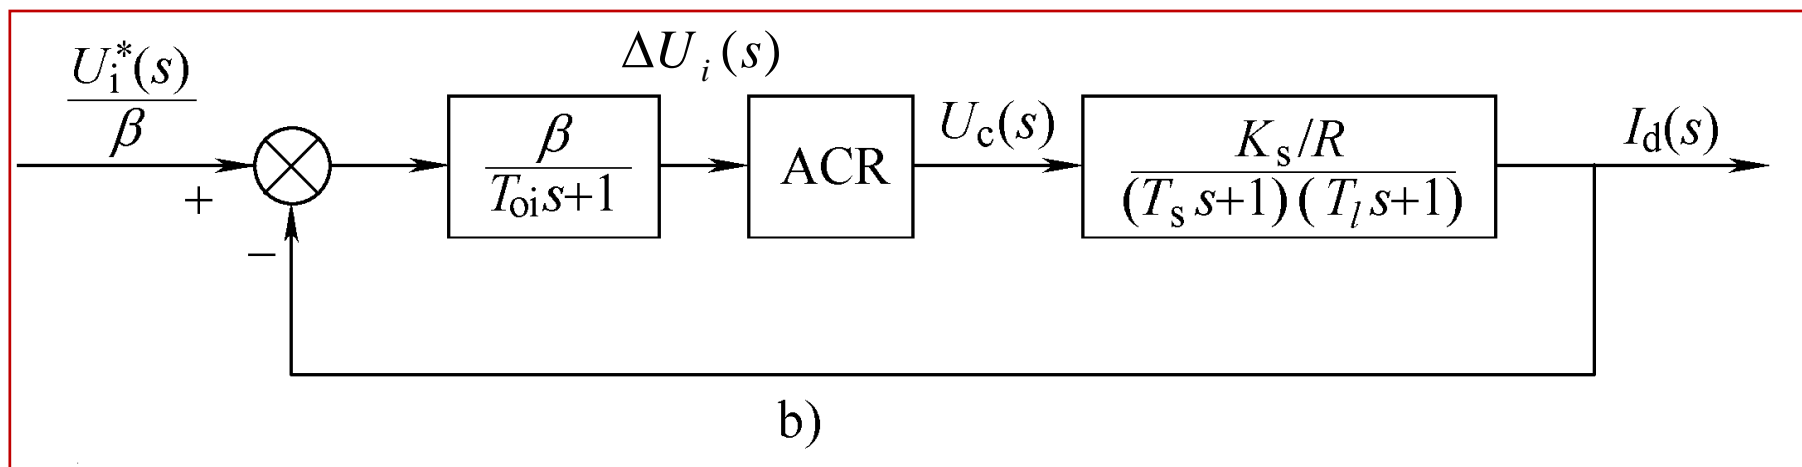 U_i^*(s)/β
ΔU_i(s)
+
−
β/(T_oi s+1)
ACR
U_c(s)
K_s/R/((T_s s+1)(T_l s+1))
I_d(s)
b)